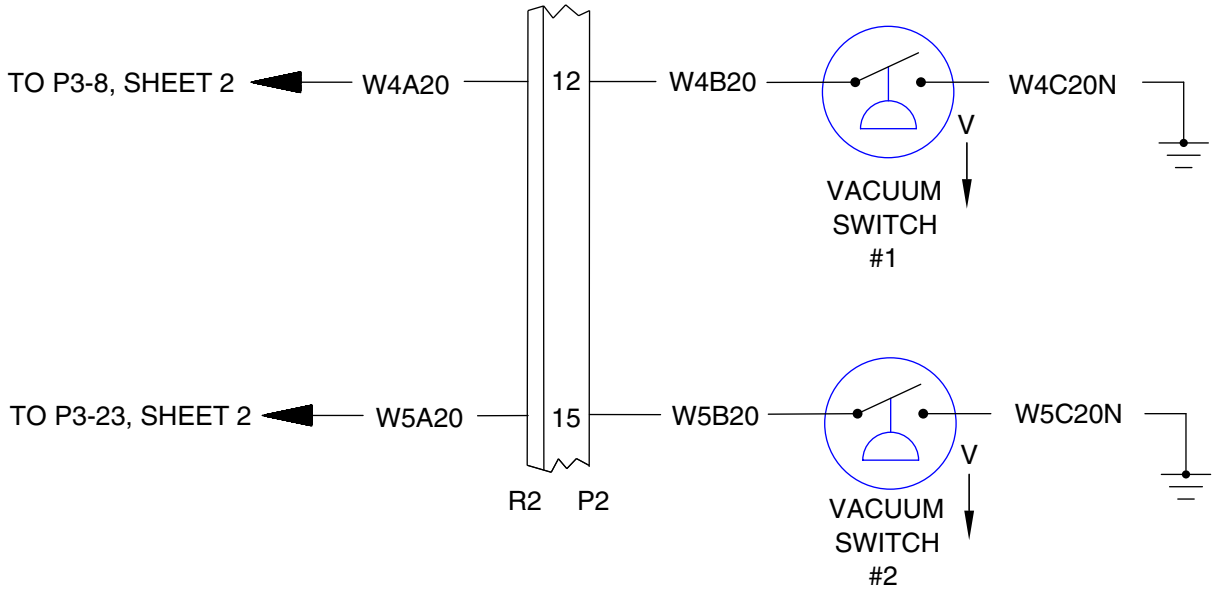 TO P3-8, SHEET 2 W4A20 12 W4B20 W4C20N
V
VACUUM
SWITCH
#1
TO P3-23, SHEET 2 W5A20 15 W5B20 W5C20N
V
R2 P2
VACUUM
SWITCH
#2